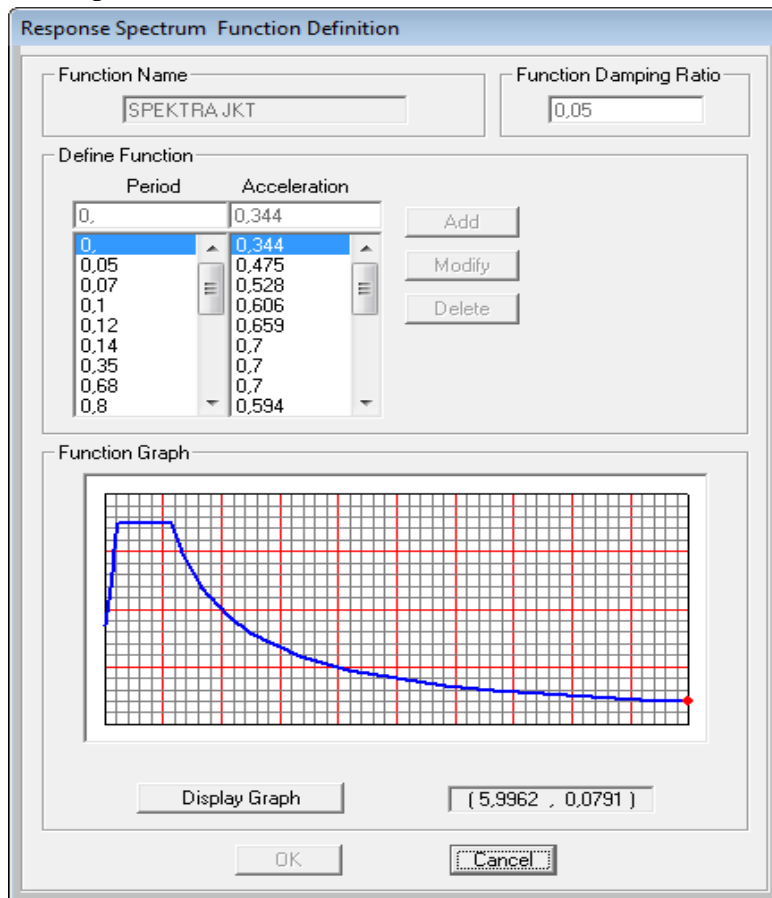 Response Spectrum Function Definition
Function Name
Function Damping Ratio
SPEKTRA JKT
0,05
Define Function
Period Acceleration
0, 0,344
Add
0, 0,344
0,05 0,475
Modify
0,07 0,528
0,1 0,606
Delete
0,12 0,659
0,14 0,7
0,35 0,7
0,68 0,7
0,8 0,594
Function Graph
Display Graph
( 5,9962 , 0,0791 )
OK
Cancel